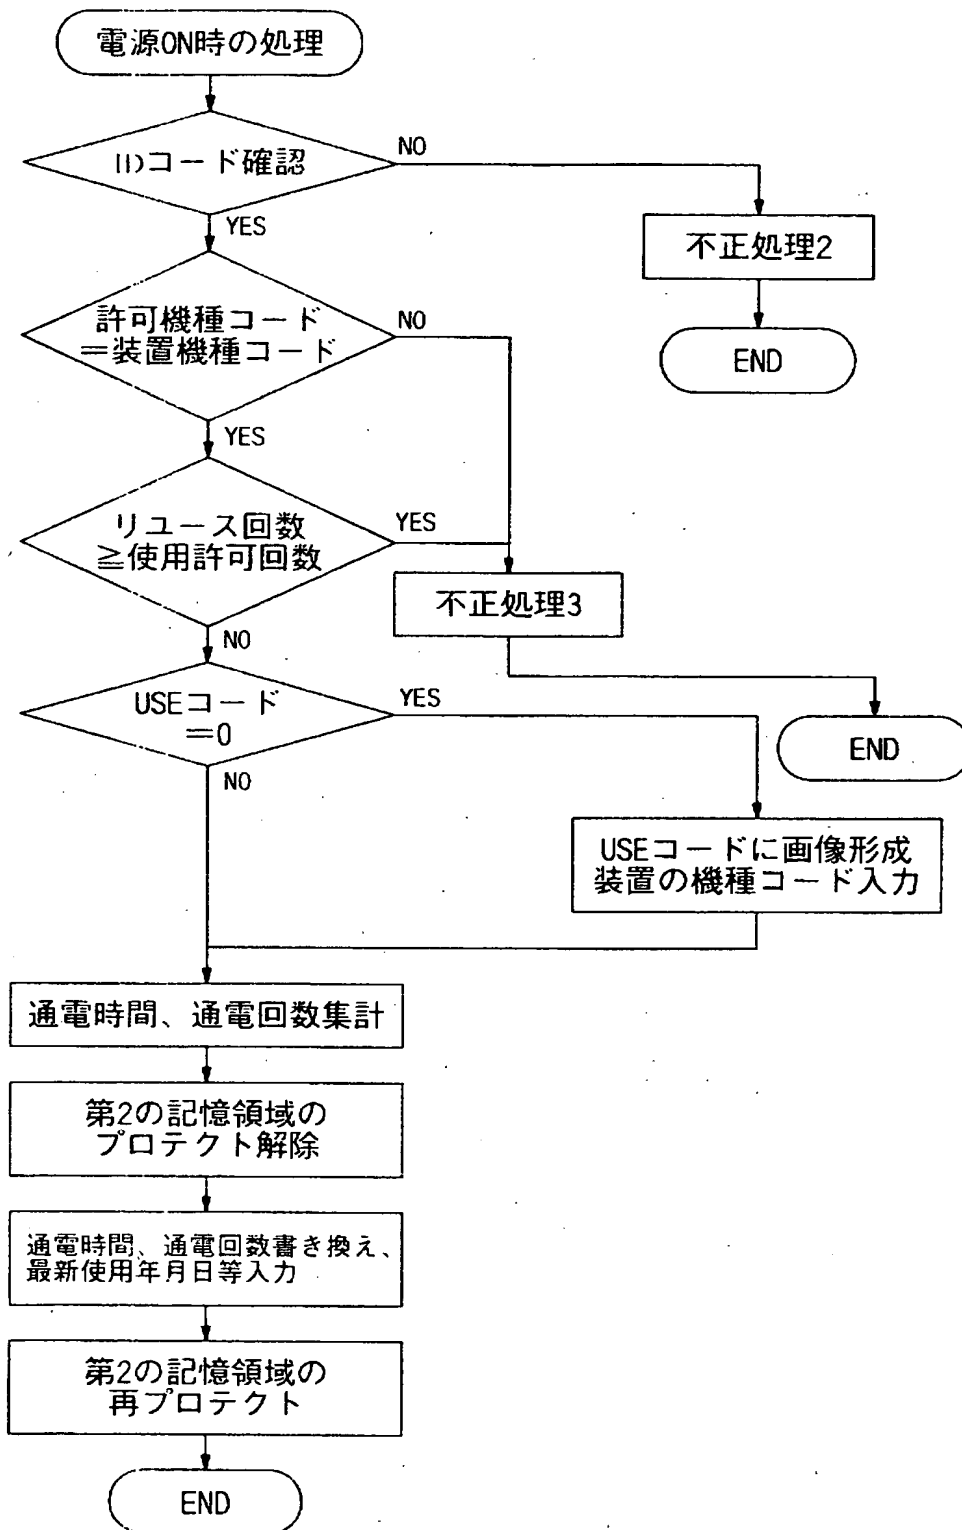 電源ON時の処理
IDコード確認
NO
YES
不正処理2
END
許可機種コード
=装置機種コード
NO
YES
リユース回数
≧使用許可回数
YES
NO
不正処理3
END
USEコード
=0
YES
NO
USEコードに画像形成
装置の機種コード入力
通電時間、通電回数集計
第2の記憶領域の
プロテクト解除
通電時間、通電回数書き換え、
最新使用年月日等入力
第2の記憶領域の
再プロテクト
END